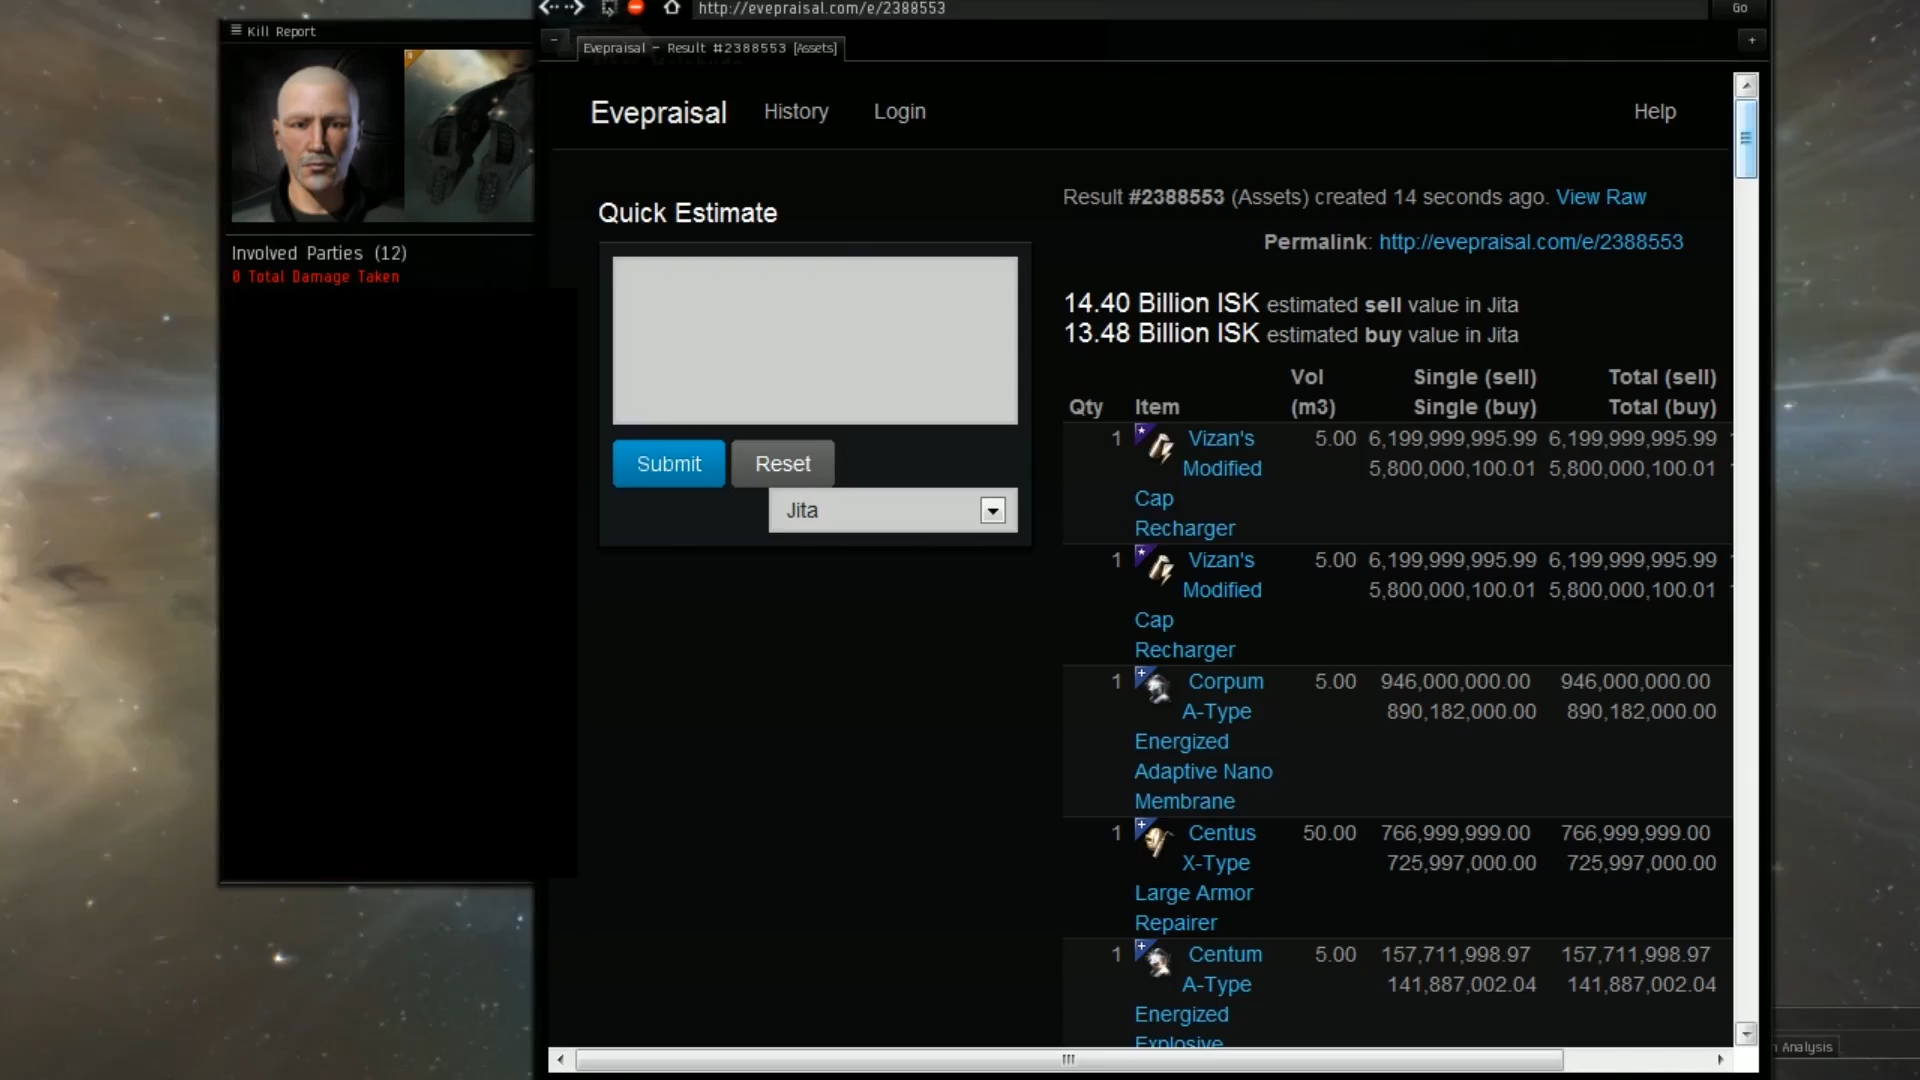 http://evepraisal.com/e/2388553
Go
Kill Report
Evepraisal - Result #2388553 [Assets]
Evepraisal
History
Login
Help
Quick Estimate
Result #2388553 (Assets) created 14 seconds ago. View Raw
Permalink: http://evepraisal.com/e/2388553
Involved Parties (12)
0 Total Damage Taken
14.40 Billion ISK estimated sell value in Jita
13.48 Billion ISK estimated buy value in Jita
Submit
Reset
Jita
Vol Single (sell) Total (sell)
Qty Item (m3) Single (buy) Total (buy)
1 Vizan's 5.00 6,199,999,995.99 6,199,999,995.99
Modified 5,800,000,100.01 5,800,000,100.01
Cap
Recharger
1 Vizan's 5.00 6,199,999,995.99 6,199,999,995.99
Modified 5,800,000,100.01 5,800,000,100.01
Cap
Recharger
1 Corpum 5.00 946,000,000.00 946,000,000.00
A-Type 890,182,000.00 890,182,000.00
Energized
Adaptive Nano
Membrane
1 Centus 50.00 766,999,999.00 766,999,999.00
X-Type 725,997,000.00 725,997,000.00
Large Armor
Repairer
1 Centum 5.00 157,711,998.97 157,711,998.97
A-Type 141,887,002.04 141,887,002.04
Energized
Explosive
Analysis